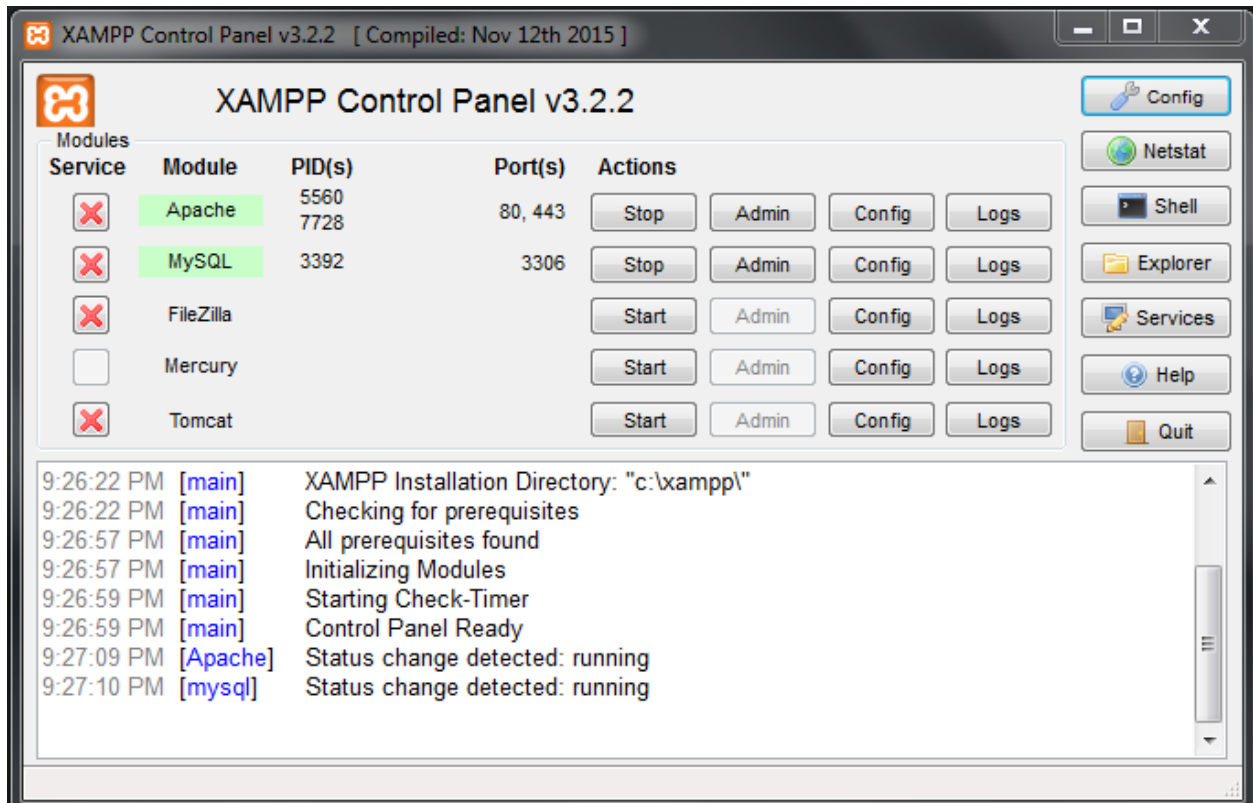 XAMPP Control Panel v3.2.2 [ Compiled: Nov 12th 2015 ]
XAMPP Control Panel v3.2.2
Config
Modules
Service Module PID(s) Port(s) Actions
Netstat
Apache 5560 7728 80, 443 Stop Admin Config Logs
Shell
MySQL 3392 3306 Stop Admin Config Logs
Explorer
FileZilla Start Admin Config Logs
Services
Mercury Start Admin Config Logs
Help
Tomcat Start Admin Config Logs
Quit
9:26:22 PM [main] XAMPP Installation Directory: "c:\xampp\"
9:26:22 PM [main] Checking for prerequisites
9:26:57 PM [main] All prerequisites found
9:26:57 PM [main] Initializing Modules
9:26:59 PM [main] Starting Check-Timer
9:26:59 PM [main] Control Panel Ready
9:27:09 PM [Apache] Status change detected: running
9:27:10 PM [mysql] Status change detected: running